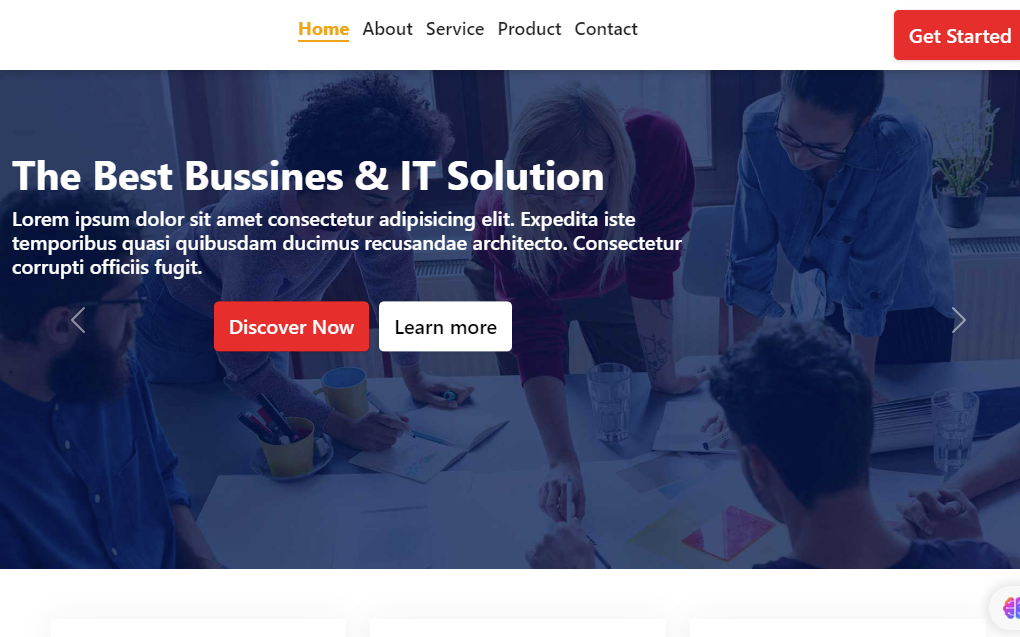 Home About Service Product Contact
Get Started
The Best Bussines & IT Solution
Lorem ipsum dolor sit amet consectetur adipisicing elit. Expedita iste
temporibus quasi quibusdam ducimus recusandae architecto. Consectetur
corrupti officiis fugit.
Discover Now Learn more